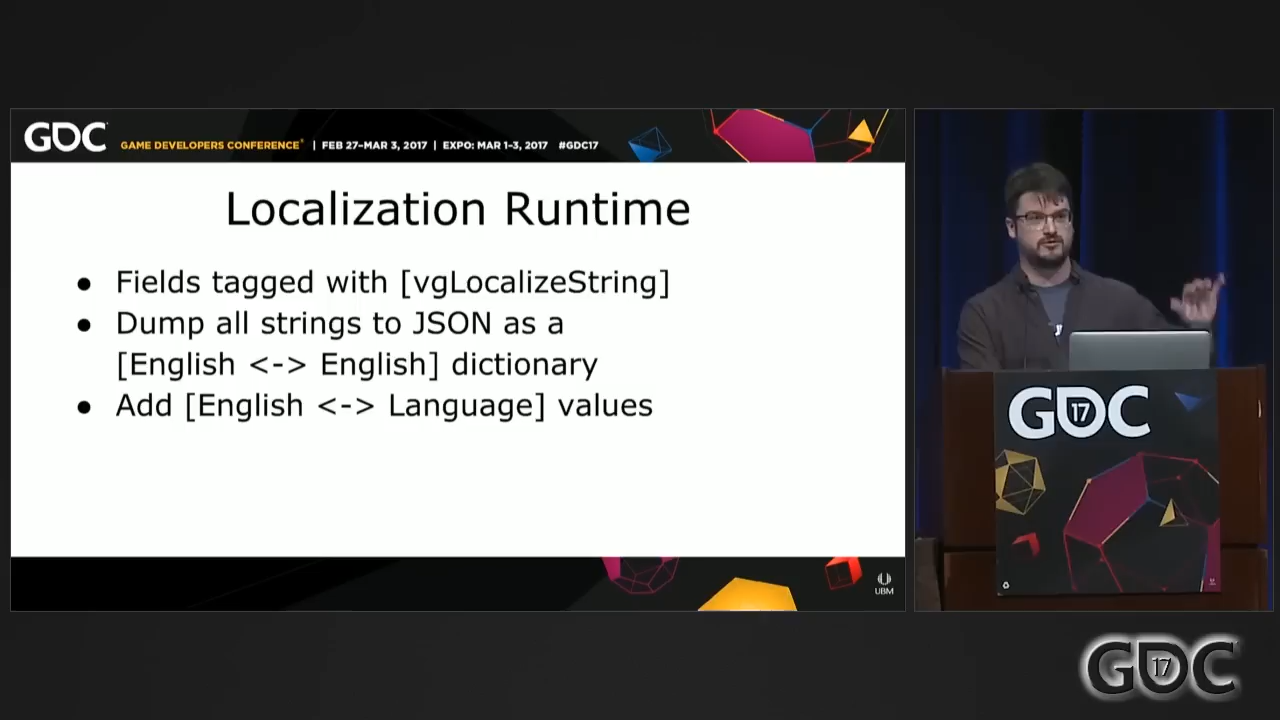 GDC GAME DEVELOPERS CONFERENCE® | FEB 27–MAR 3, 2017 | EXPO: MAR 1–3, 2017 #GDC17
Localization Runtime
● Fields tagged with [vgLocalizeString]
● Dump all strings to JSON as a
[English <-> English] dictionary
● Add [English <-> Language] values
UBM
GDC 17
GDC 17